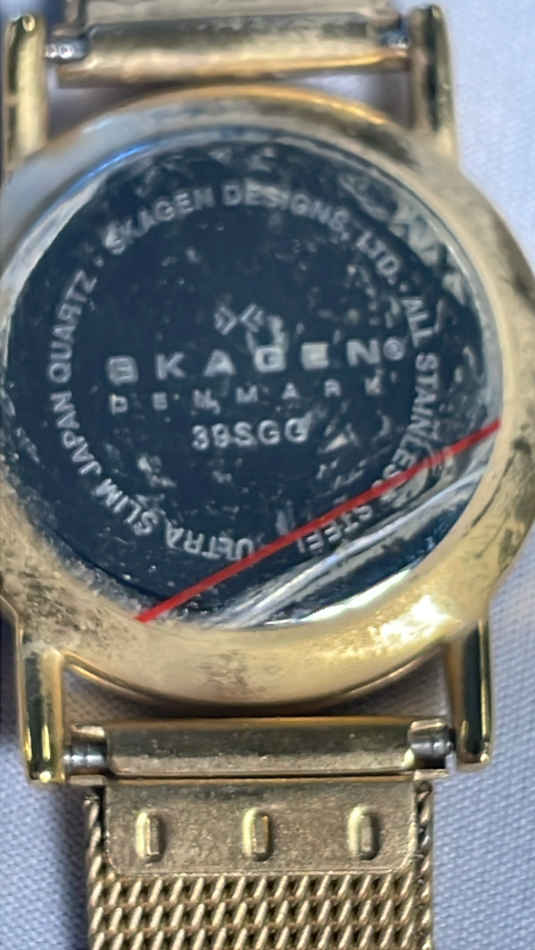 SKAGEN DESIGNS, LTD. · ALL STAINLESS STEEL
ULTRA SLIM JAPAN QUARTZ ·
SKAGEN®
DENMARK
39SGG